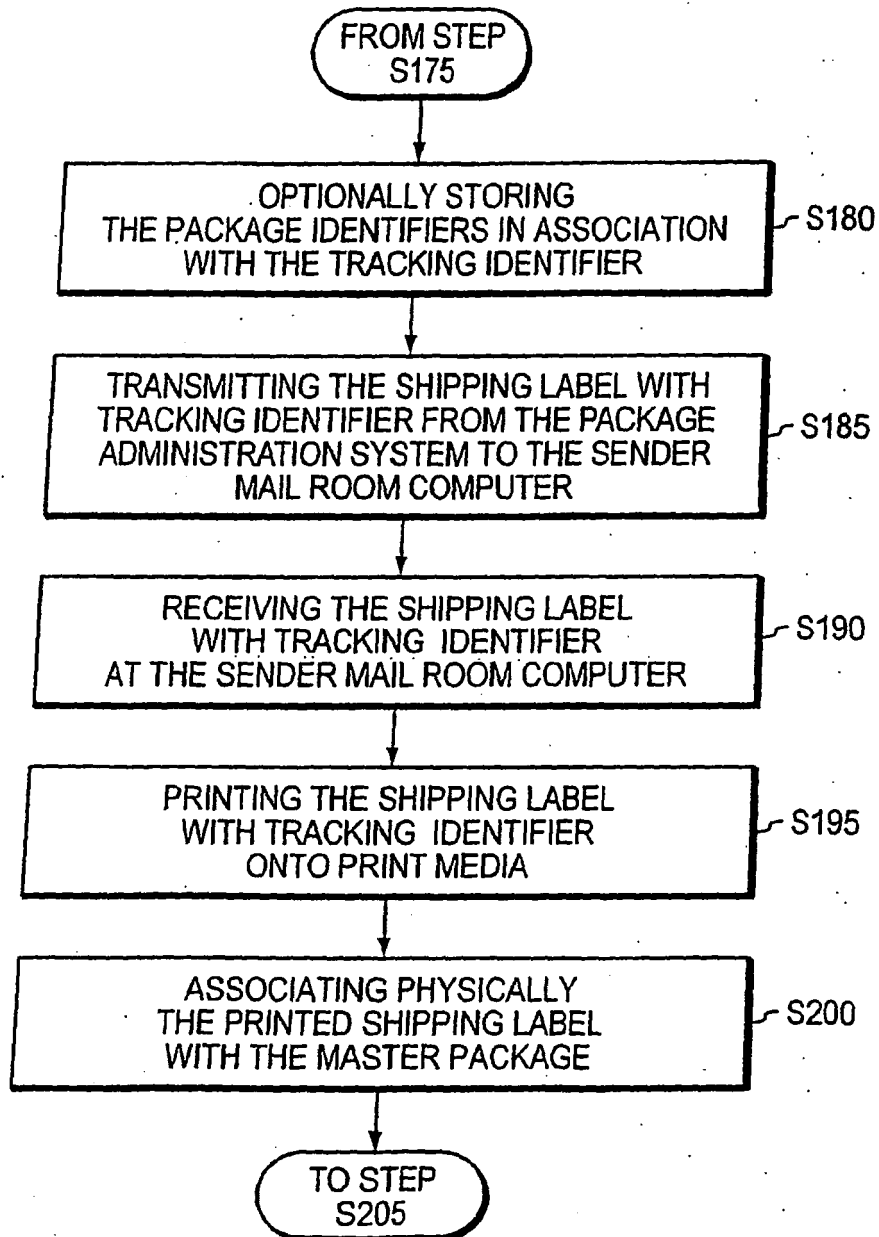 FROM STEP
S175
OPTIONALLY STORING
THE PACKAGE IDENTIFIERS IN ASSOCIATION
WITH THE TRACKING IDENTIFIER
S180
TRANSMITTING THE SHIPPING LABEL WITH
TRACKING IDENTIFIER FROM THE PACKAGE
ADMINISTRATION SYSTEM TO THE SENDER
MAIL ROOM COMPUTER
S185
RECEIVING THE SHIPPING LABEL
WITH TRACKING IDENTIFIER
AT THE SENDER MAIL ROOM COMPUTER
S190
PRINTING THE SHIPPING LABEL
WITH TRACKING IDENTIFIER
ONTO PRINT MEDIA
S195
ASSOCIATING PHYSICALLY
THE PRINTED SHIPPING LABEL
WITH THE MASTER PACKAGE
S200
TO STEP
S205